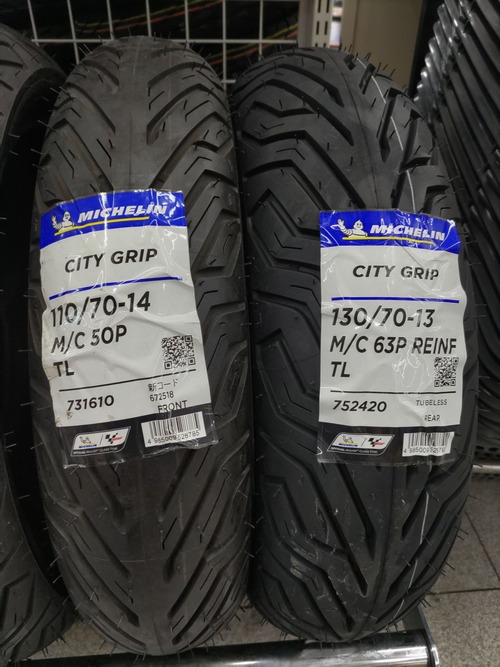 MICHELIN
CITY GRIP
110/70-14
M/C 50P
TL
新コード
731610
672518
FRONT
MICHELIN
CITY GRIP
130/70-13
M/C 63P REINF
TL
752420
TUBELESS
REAR